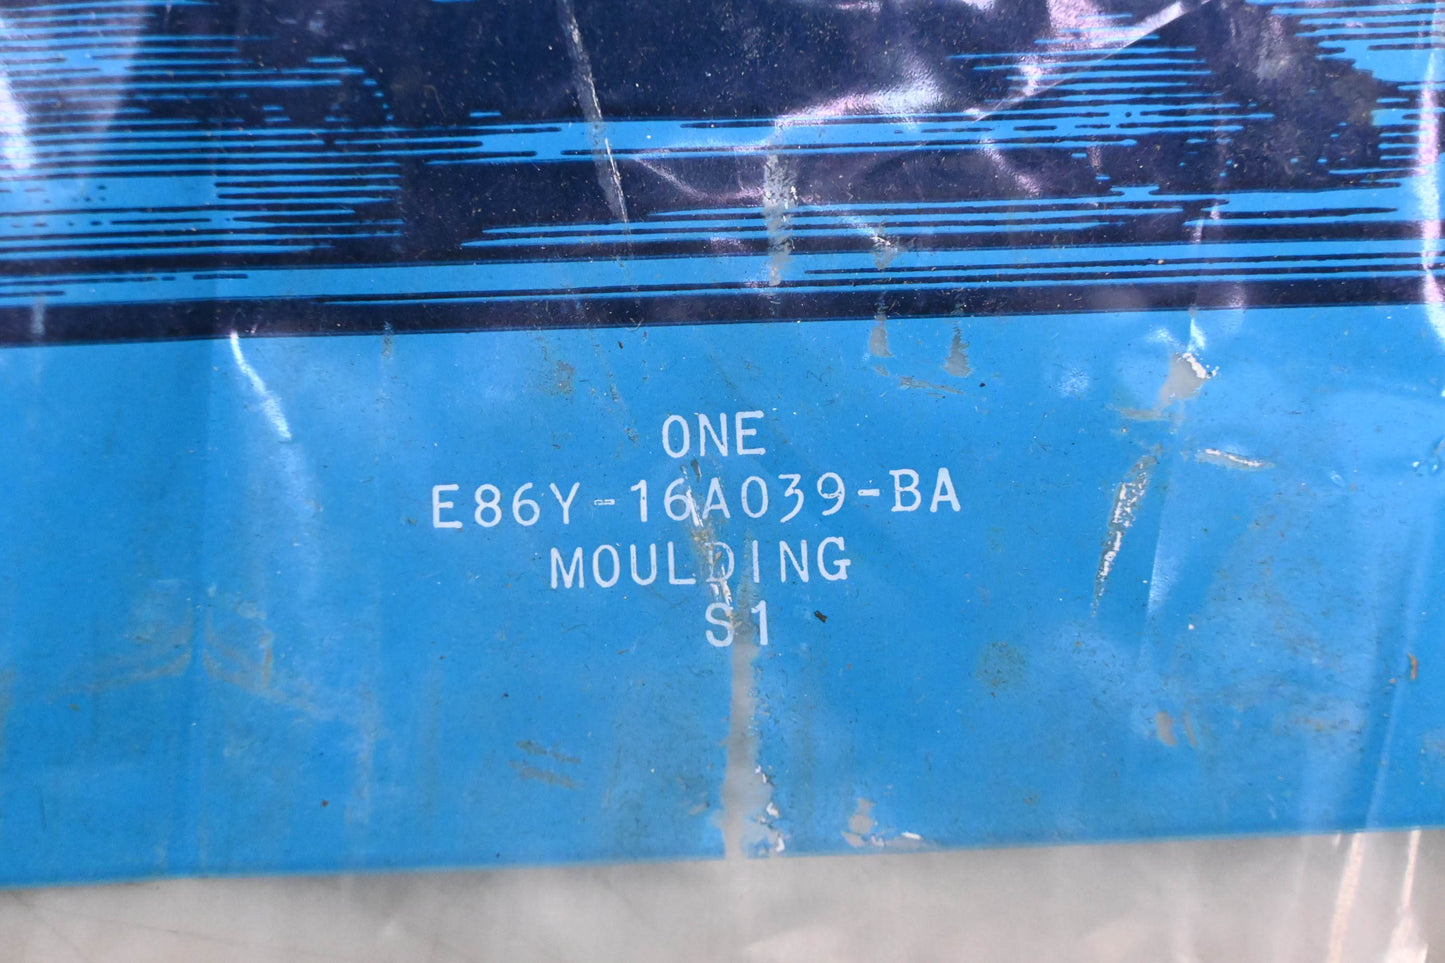 ONE
E86Y-16A039-BA
MOULDING
S1